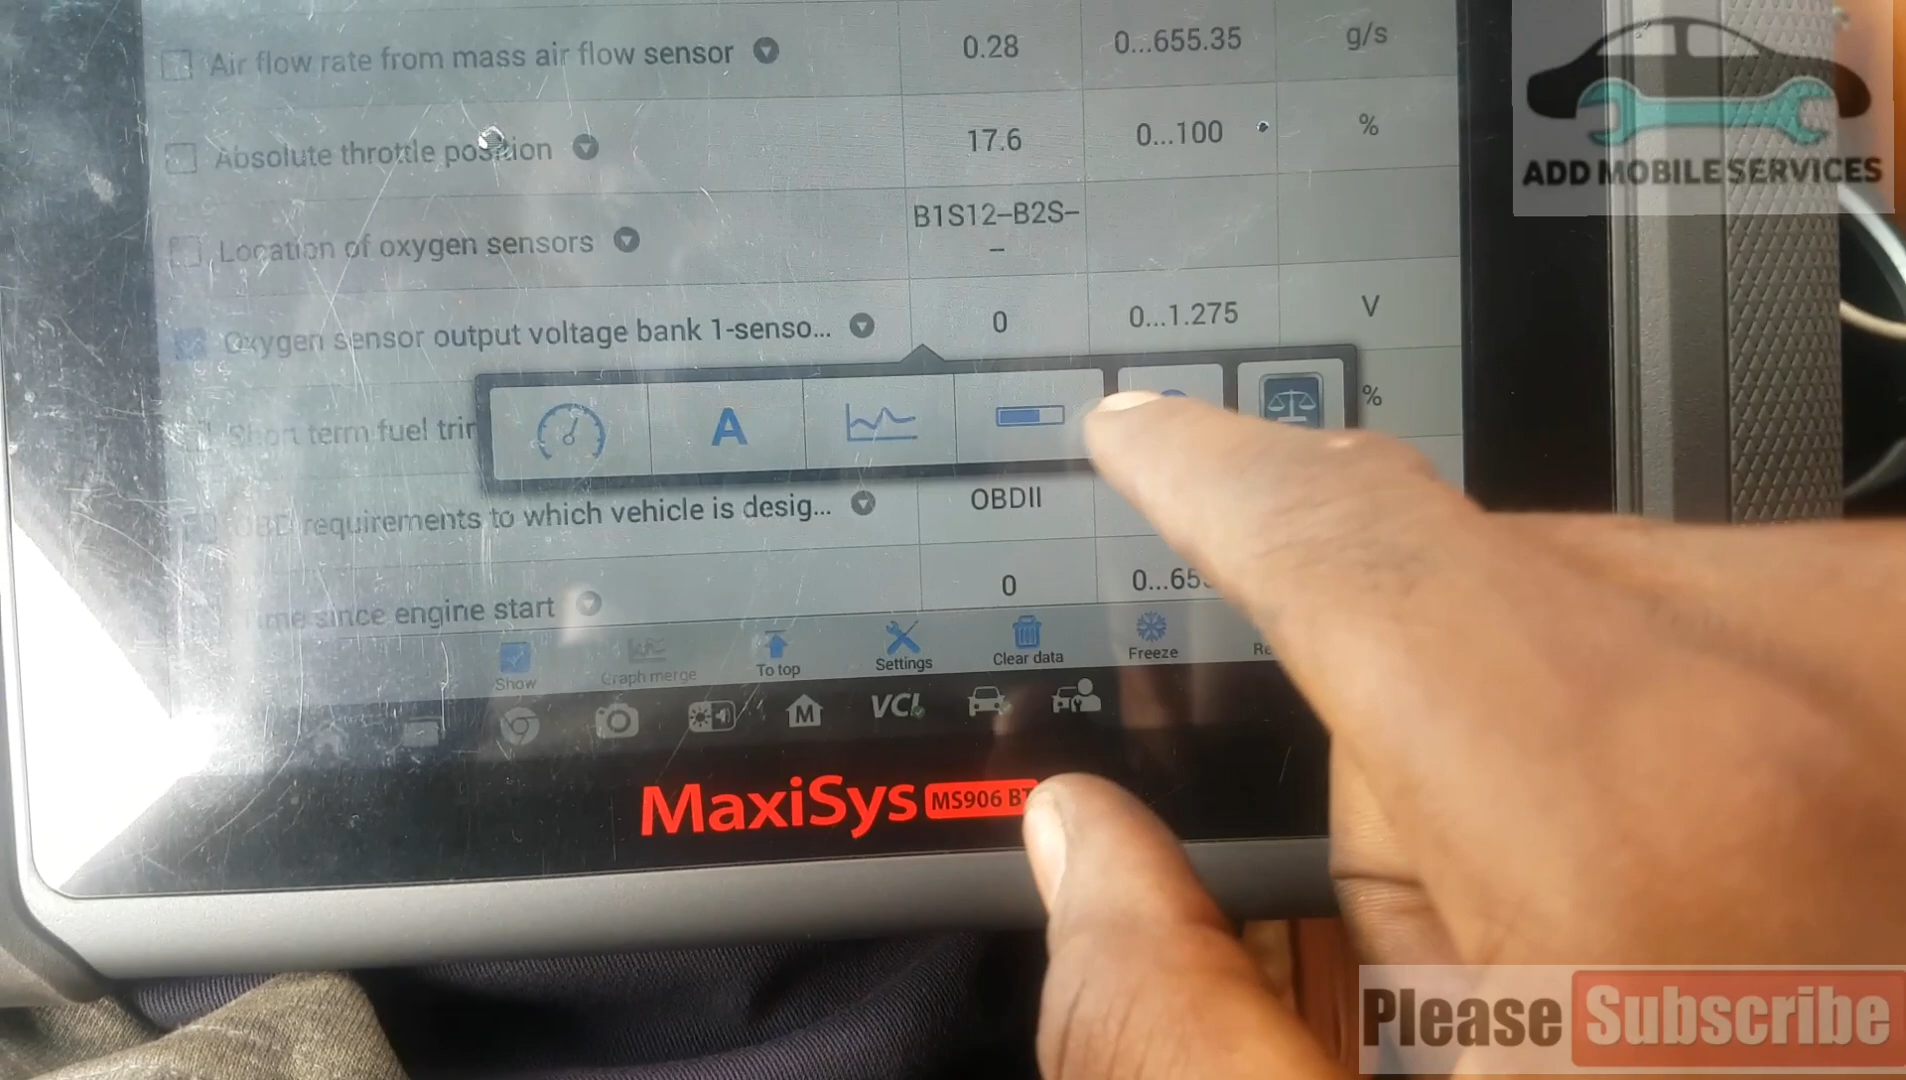 Air flow rate from mass air flow sensor 0.28 0...655.35 g/s
Absolute throttle position 17.6 0...100 %
Location of oxygen sensors B1S12–B2S–
–
Oxygen sensor output voltage bank 1-senso... 0 0...1.275 V
Short term fuel trir %
A
OBD requirements to which vehicle is desig... OBDII
since engine start 0 0...65
Show Graph merge To top Settings Clear data Freeze Re
M VCI
MaxiSys MS906 BT
ADD MOBILE SERVICES
Please Subscribe